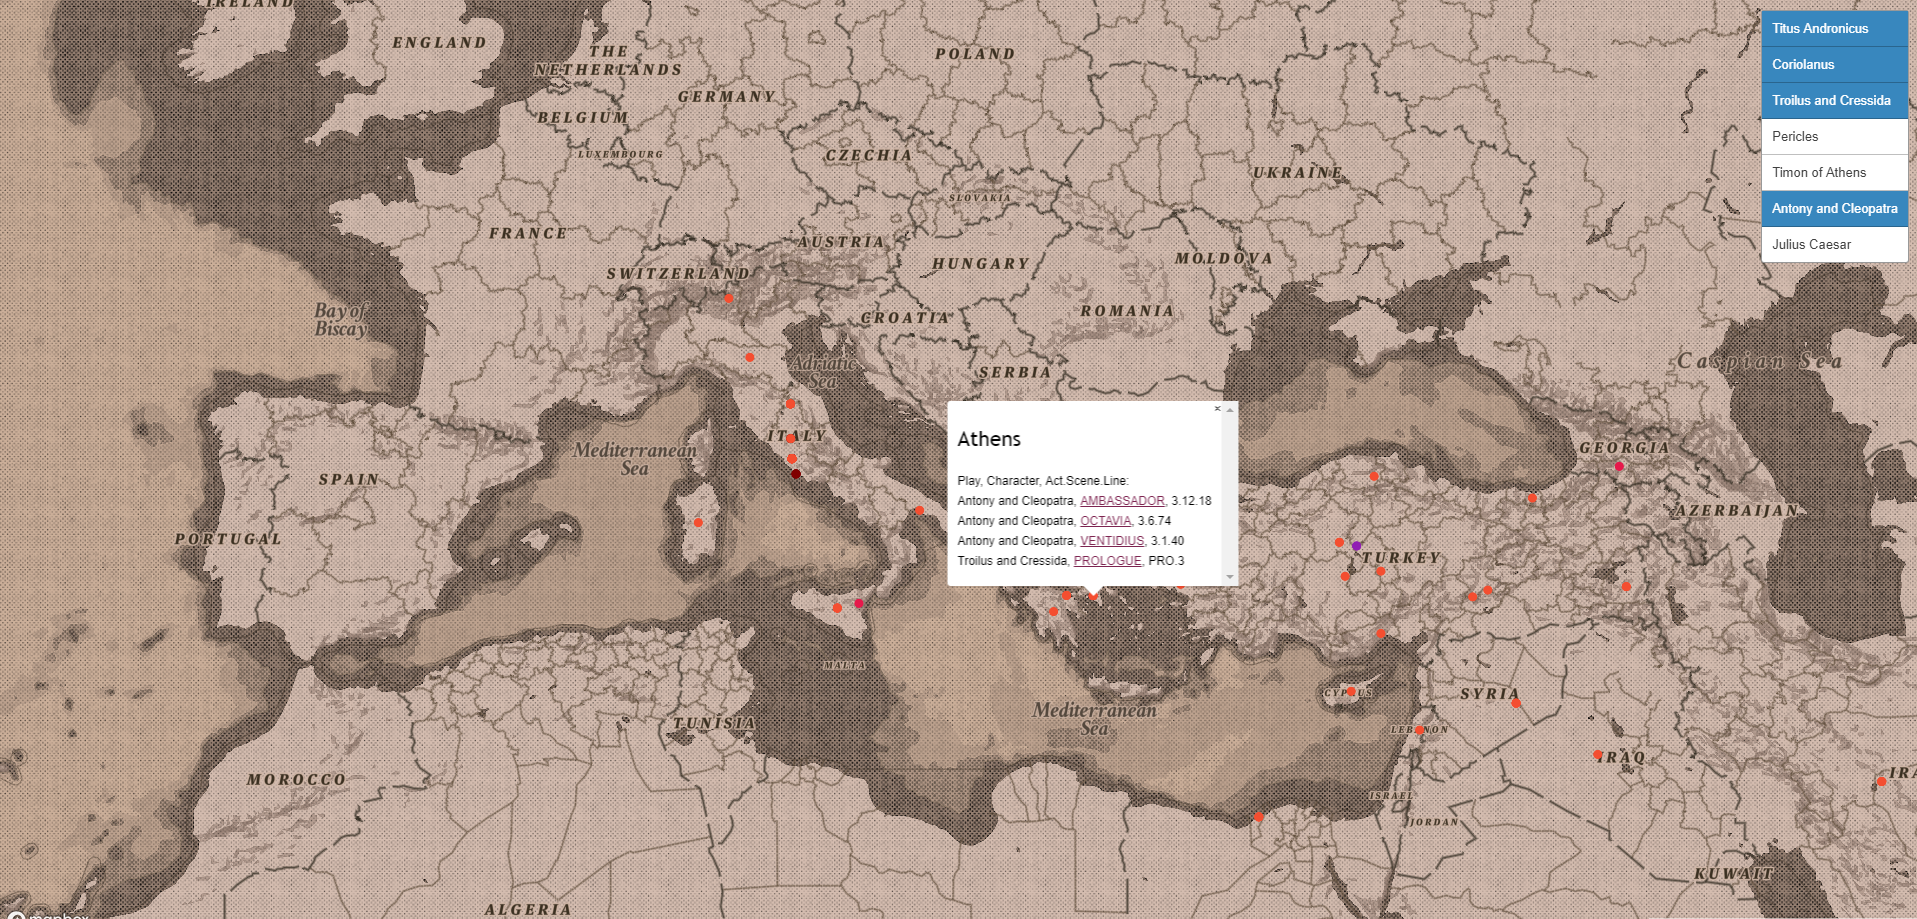 IRELAND
ENGLAND
THE
NETHERLANDS
POLAND
GERMANY
BELGIUM
LUXEMBOURG
CZECHIA
UKRAINE
SLOVAKIA
FRANCE
AUSTRIA
SWITZERLAND
HUNGARY
MOLDOVA
Bay of
Biscay
CROATIA
ROMANIA
Adriatic
Sea
SERBIA
Caspian Sea
ITALY
Mediterranean
Sea
SPAIN
GEORGIA
AZERBAIJAN
PORTUGAL
TURKEY
MALTA
CYPRUS
SYRIA
Mediterranean
Sea
TUNISIA
LEBANON
IRAQ
MOROCCO
IRA
ISRAEL
JORDAN
KUWAIT
ALGERIA
mapbox
Titus Andronicus
Coriolanus
Troilus and Cressida
Pericles
Timon of Athens
Antony and Cleopatra
Julius Caesar
×
Athens
Play, Character, Act.Scene.Line:
Antony and Cleopatra, AMBASSADOR, 3.12.18
Antony and Cleopatra, OCTAVIA, 3.6.74
Antony and Cleopatra, VENTIDIUS, 3.1.40
Troilus and Cressida, PROLOGUE, PRO.3